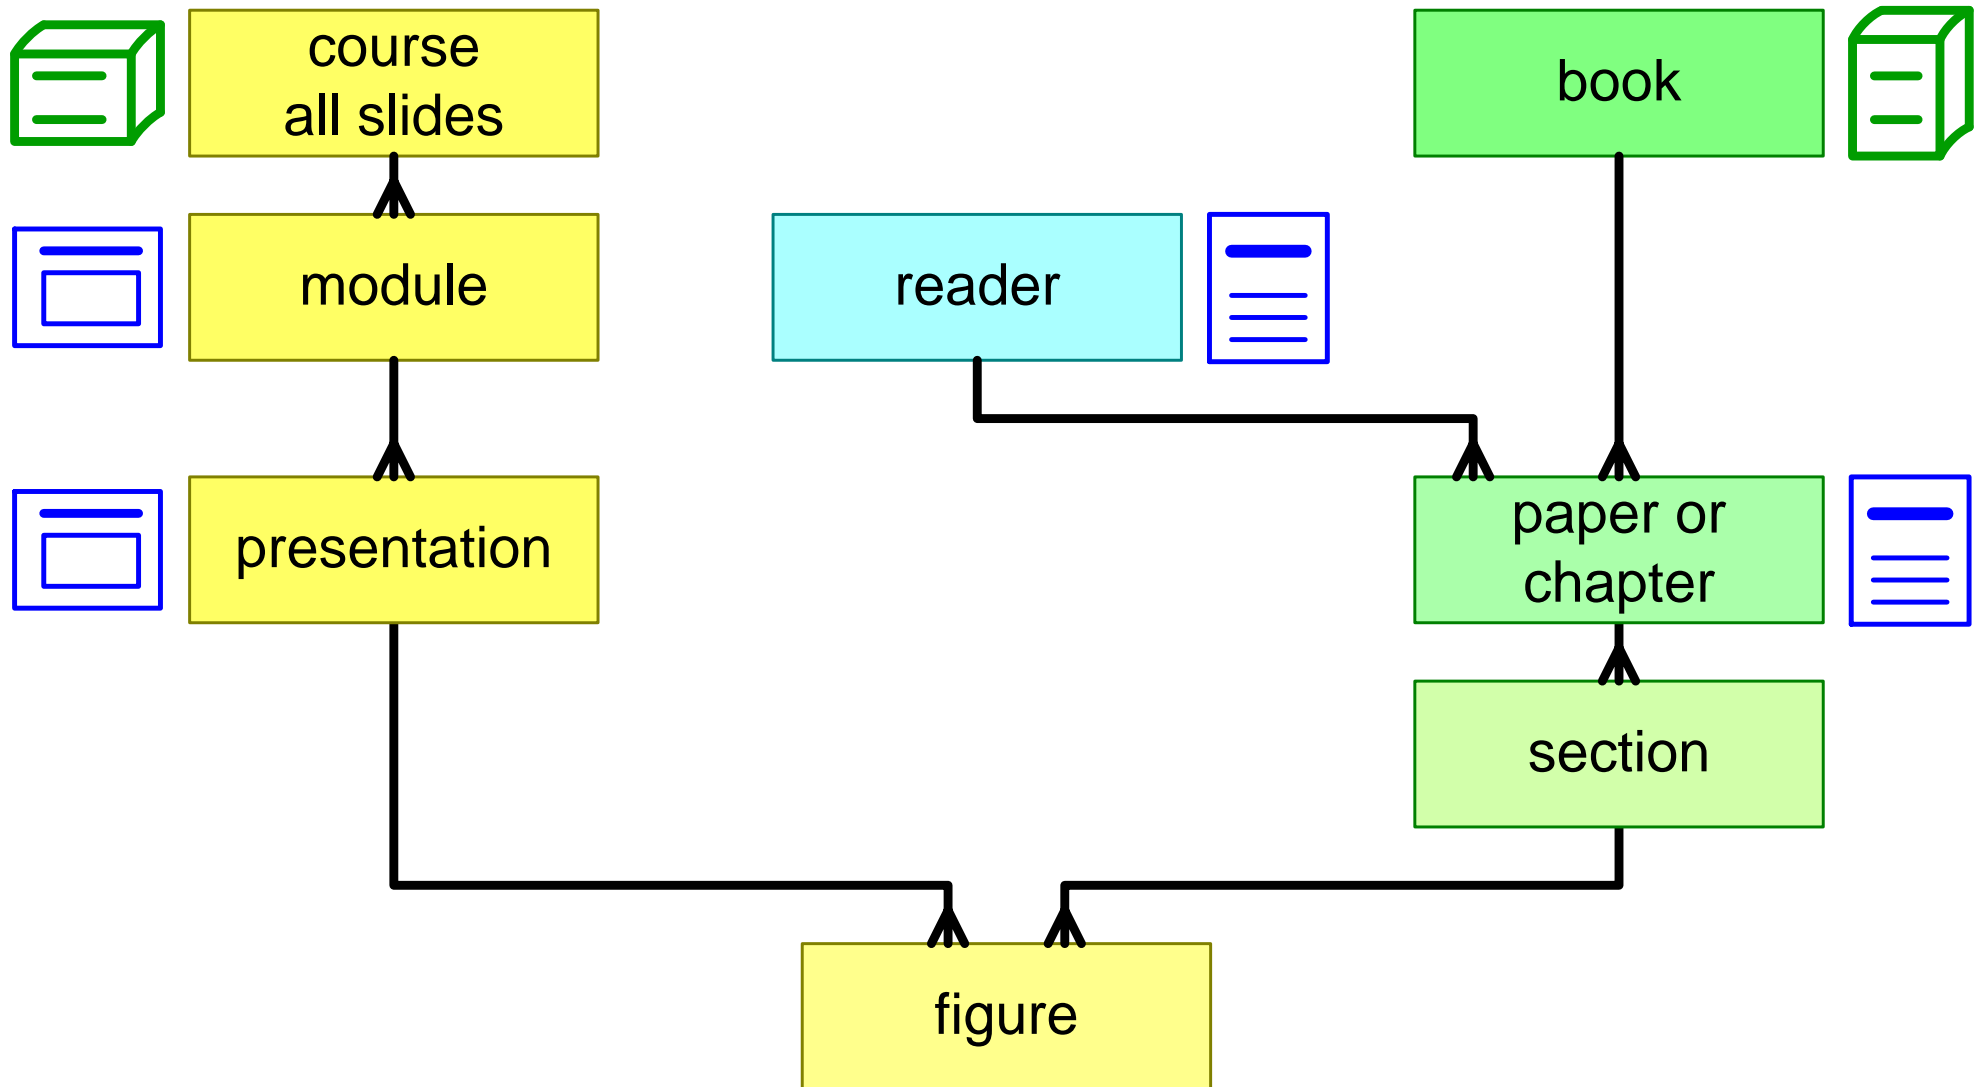 course
all slides
book
module
reader
presentation
paper or
chapter
section
figure